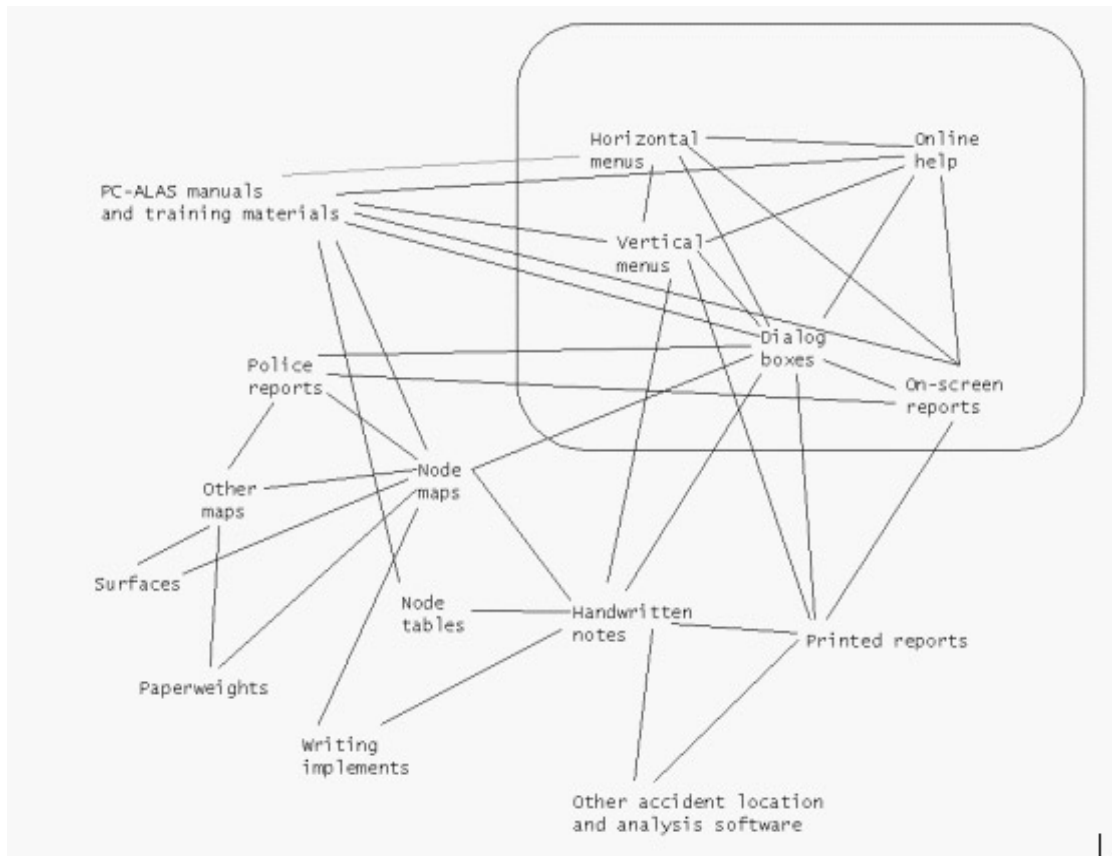 Horizontal
menus
Online
help
PC-ALAS manuals
and training materials
Vertical
menus
Dialog
boxes
Police
reports
On-screen
reports
Node
maps
Other
maps
Surfaces
Node
tables
Handwritten
notes
Printed reports
Paperweights
Writing
implements
Other accident location
and analysis software